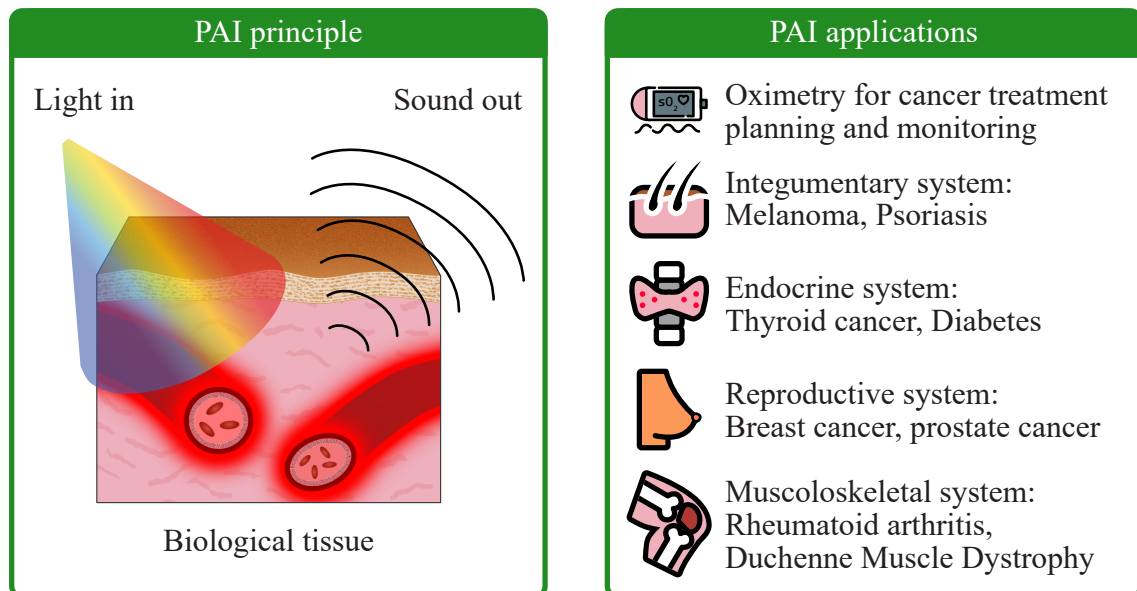 PAI principle
Light in
Sound out
Biological tissue
PAI applications
sO2
Oximetry for cancer treatment
planning and monitoring
Integumentary system:
Melanoma, Psoriasis
Endocrine system:
Thyroid cancer, Diabetes
Reproductive system:
Breast cancer, prostate cancer
Muscoloskeletal system:
Rheumatoid arthritis,
Duchenne Muscle Dystrophy